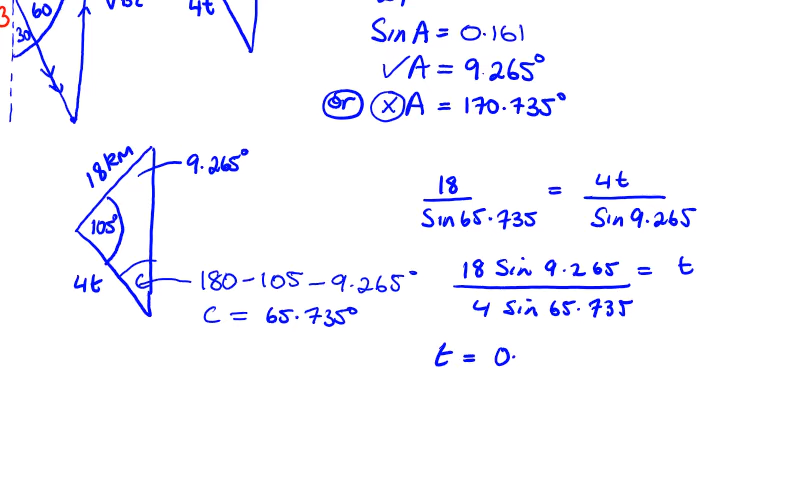 3
60
30
4t
Sin A = 0.161
✓A = 9.265°
or ⓧ A = 170.735°
18km
9.265°
105°
4t
C
180-105-9.265°
C = 65.735°
18 / Sin 65.735 = 4t / Sin 9.265
18 Sin 9.265 / 4 Sin 65.735 = t
t = 0.